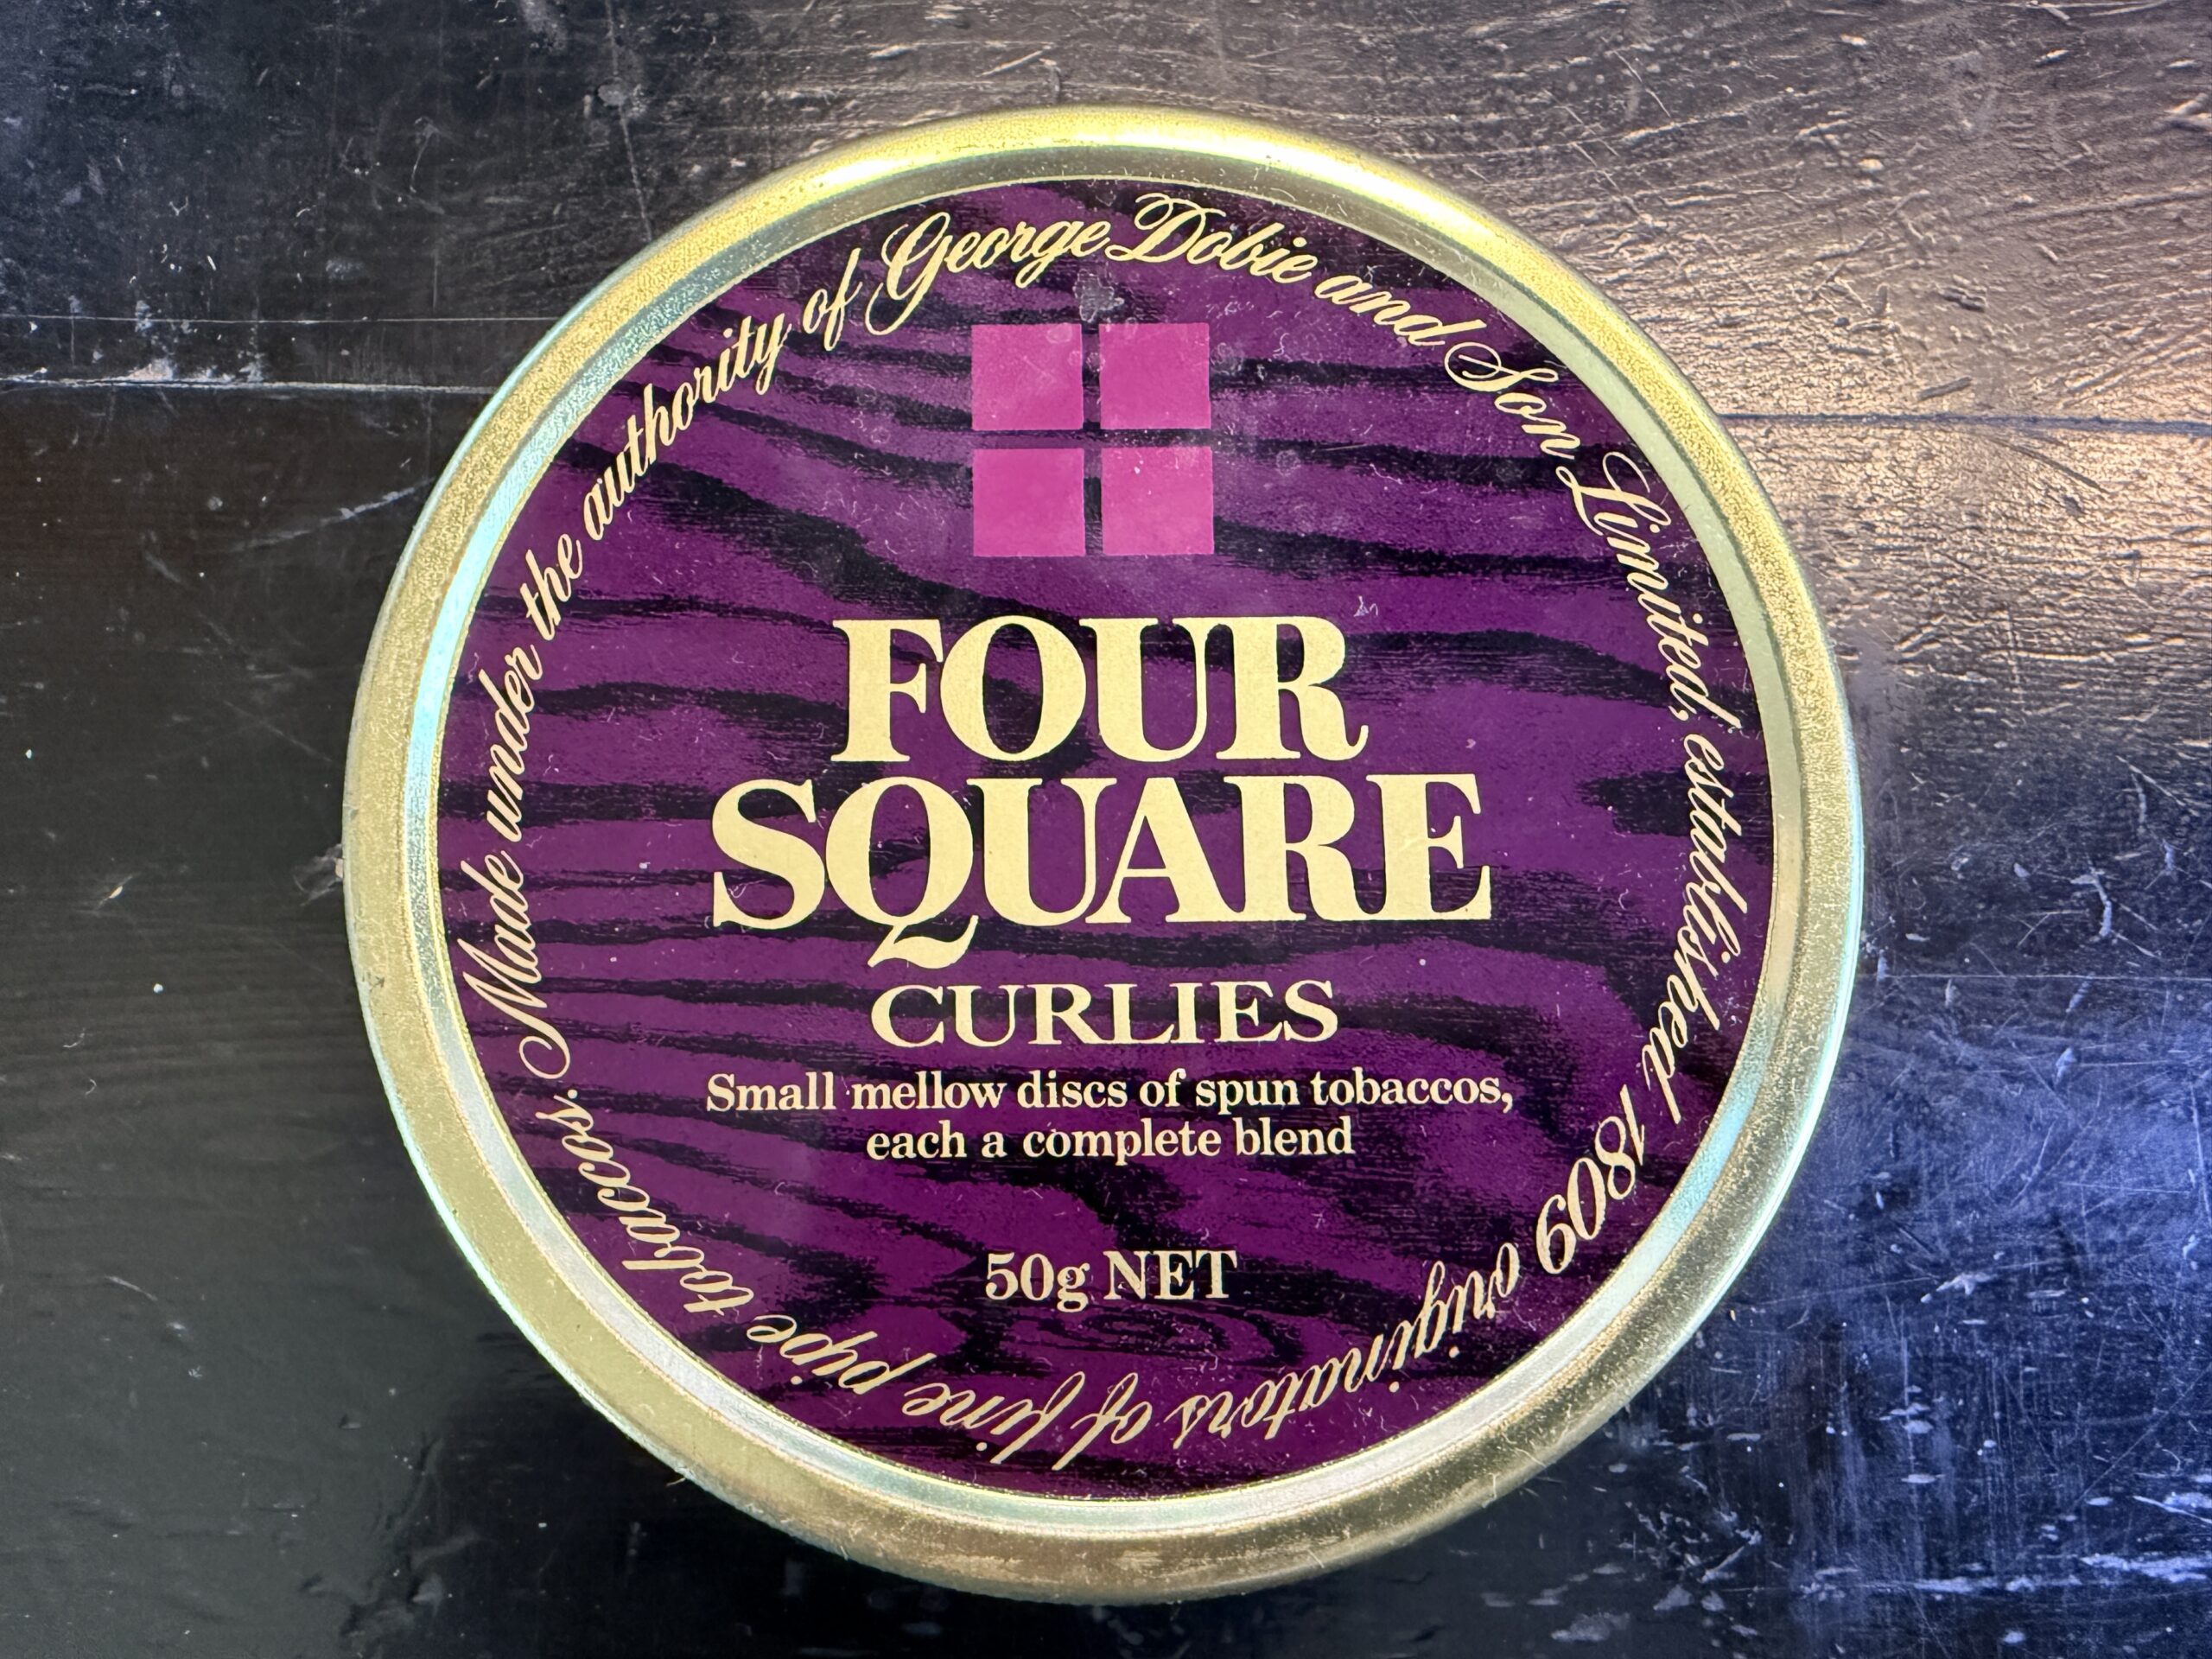 Made under the authority of George Dobie and Son Limited, established 1809 originators of fine pipe tobaccos.
FOUR
SQUARE
CURLIES
Small mellow discs of spun tobaccos,
each a complete blend
50g NET